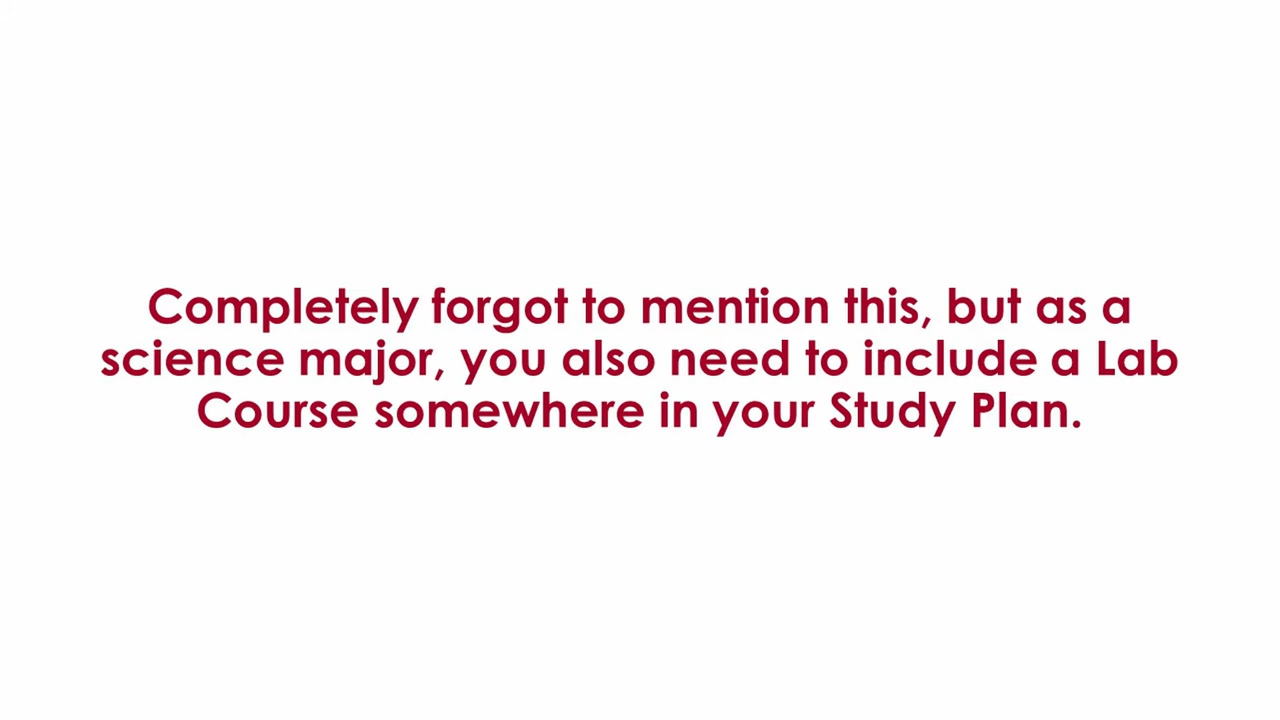 Completely forgot to mention this, but as a
science major, you also need to include a Lab
Course somewhere in your Study Plan.